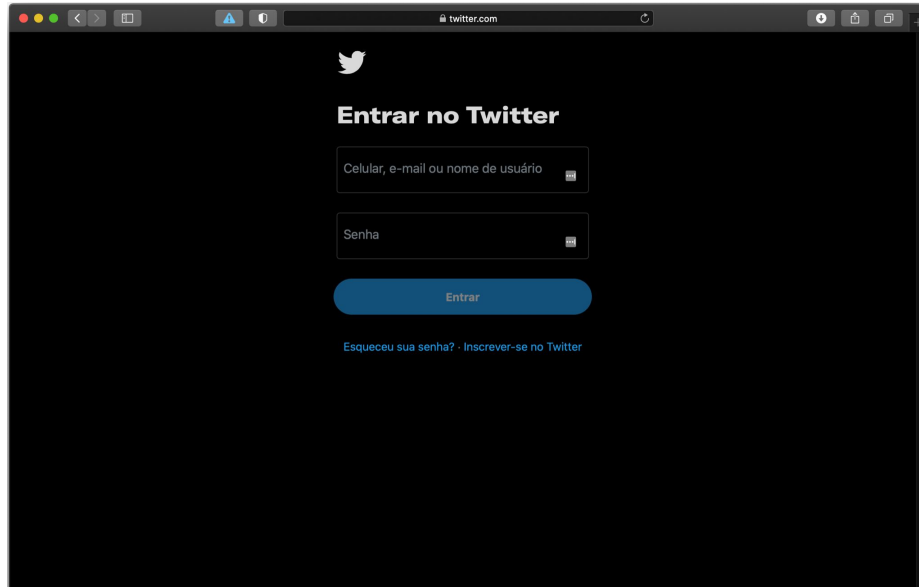 twitter.com
Entrar no Twitter
Celular, e-mail ou nome de usuário
Senha
Entrar
Esqueceu sua senha? · Inscrever-se no Twitter